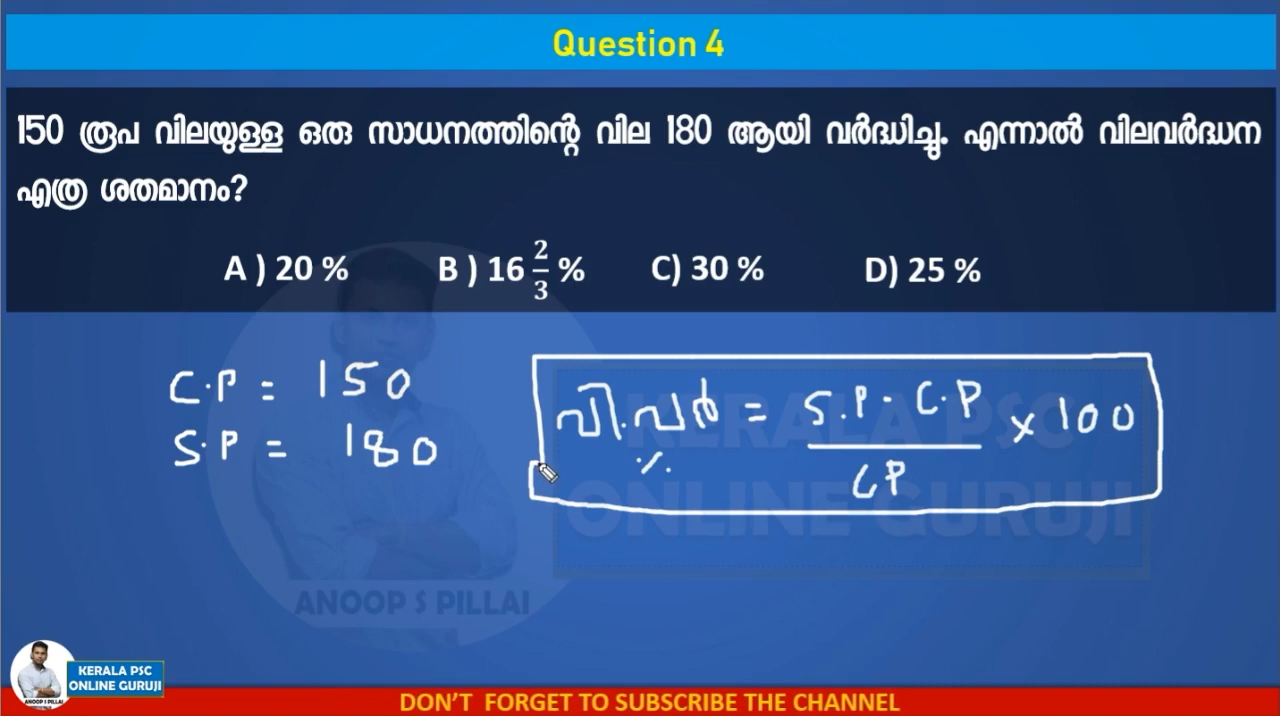 Question 4
150 രൂപ വിലയുള്ള ഒരു സാധനത്തിന്റെ വില 180 ആയി വർദ്ധിച്ചു. എന്നാൽ വിലവർദ്ധന
എത്ര ശതമാനം?
A ) 20 % B ) 16 2/3 % C) 30 % D) 25 %
C.P = 150
S.P = 180
വി.വർ % = S.P - C.P / CP × 100
KERALA PSC
ONLINE GURUJI
ANOOP S PILLAI
KERALA PSC
ONLINE GURUJI
ANOOP S PILLAI
DON'T FORGET TO SUBSCRIBE THE CHANNEL